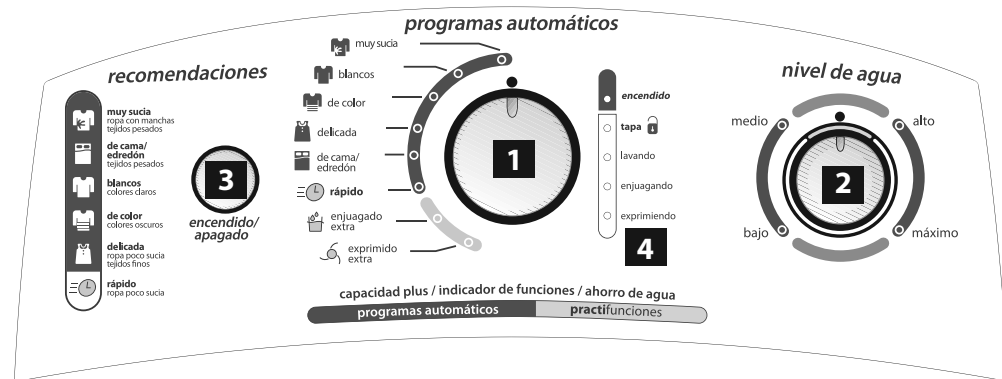 programas automáticos
recomendaciones
muy sucia
ropa con manchas
tejidos pesados
de cama/
edredón
tejidos pesados
blancos
colores claros
de color
colores oscuros
delicada
ropa poco sucia
tejidos finos
rápido
ropa poco sucia
3
encendido/
apagado
muy sucia
blancos
de color
delicada
de cama/
edredón
rápido
enjuagado
extra
exprimido
extra
1
encendido
tapa
lavando
enjuagando
exprimiendo
4
nivel de agua
medio
alto
2
bajo
máximo
capacidad plus / indicador de funciones / ahorro de agua
programas automáticos
practifunciones